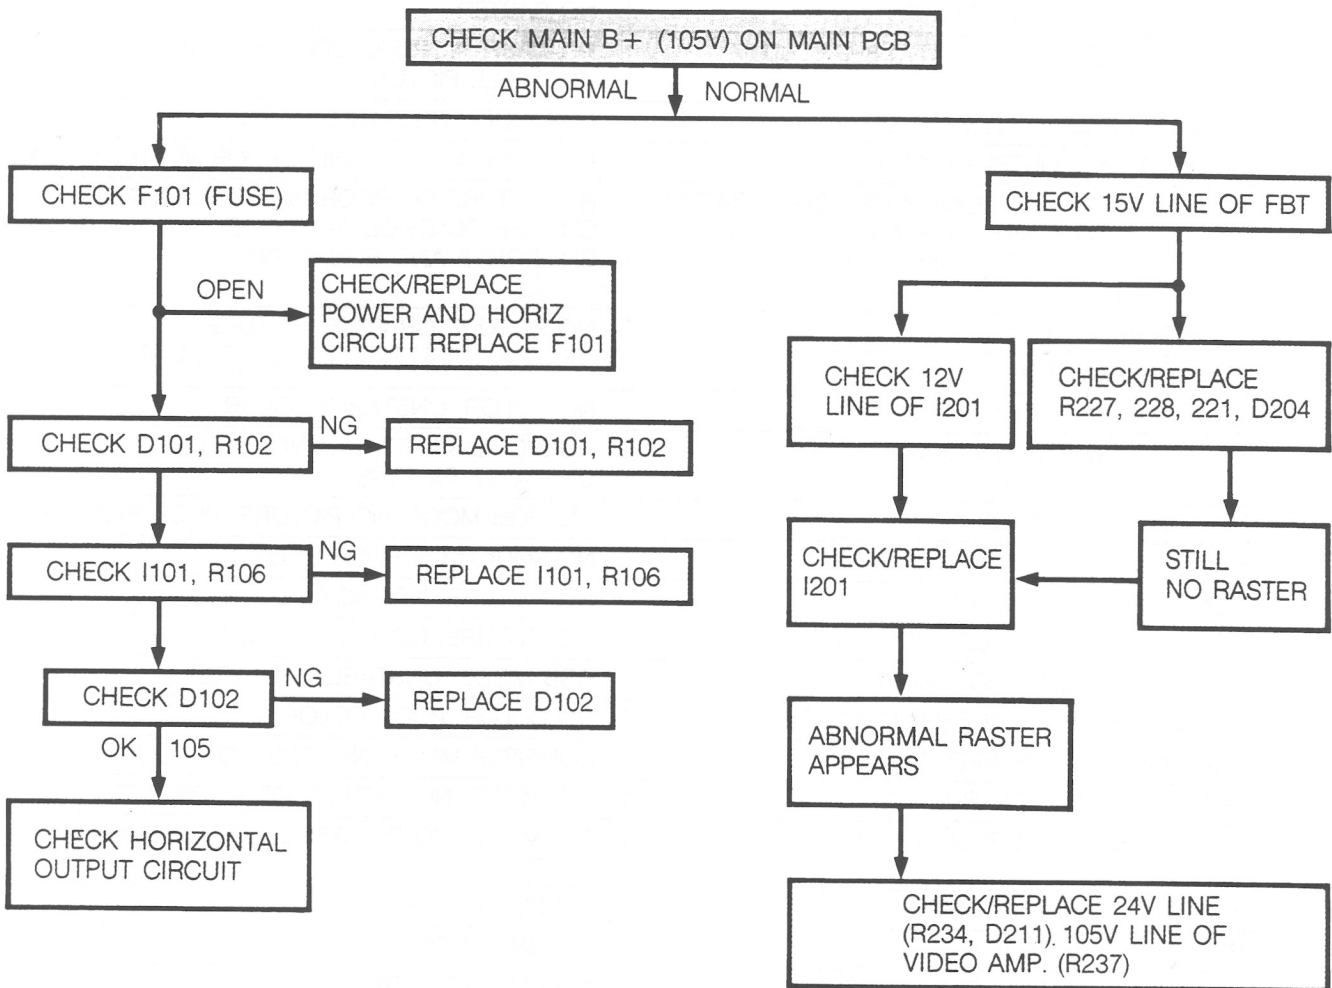 CHECK MAIN B+ (105V) ON MAIN PCB
ABNORMAL NORMAL
CHECK F101 (FUSE)
OPEN
CHECK/REPLACE
POWER AND HORIZ
CIRCUIT REPLACE F101
CHECK D101, R102
NG
REPLACE D101, R102
CHECK I101, R106
NG
REPLACE I101, R106
CHECK D102
NG
REPLACE D102
OK 105
CHECK HORIZONTAL
OUTPUT CIRCUIT
CHECK 15V LINE OF FBT
CHECK 12V
LINE OF I201
CHECK/REPLACE
R227, 228, 221, D204
CHECK/REPLACE
I201
STILL
NO RASTER
ABNORMAL RASTER
APPEARS
CHECK/REPLACE 24V LINE
(R234, D211). 105V LINE OF
VIDEO AMP. (R237)